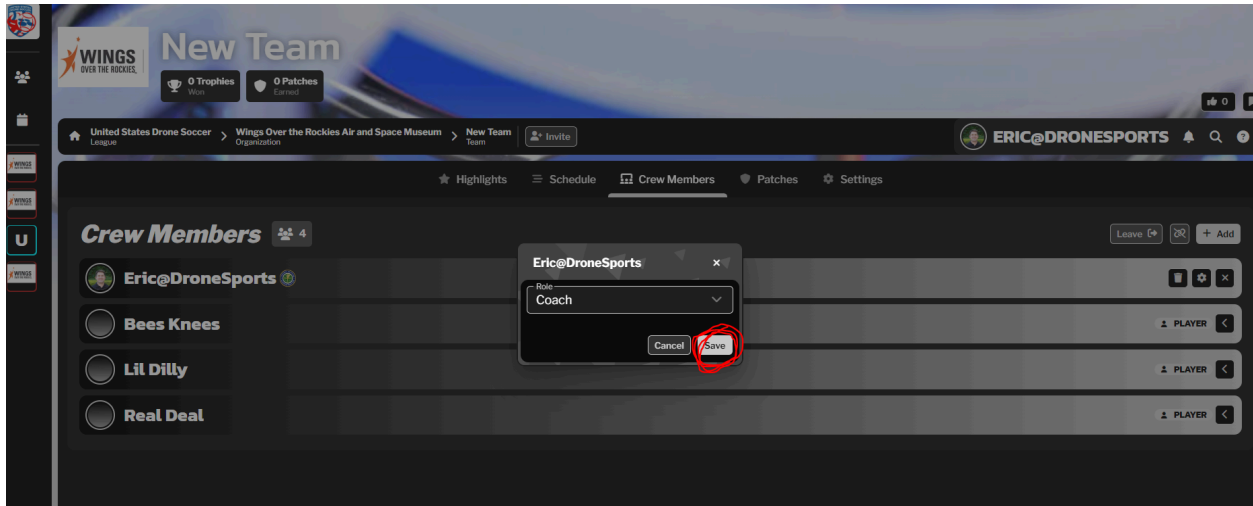 WINGS
OVER THE ROCKIES.
New Team
0 Trophies
Won
0 Patches
Earned
0
United States Drone Soccer
League
Wings Over the Rockies Air and Space Museum
Organization
New Team
Team
Invite
ERIC@DRONESPORTS
Highlights
Schedule
Crew Members
Patches
Settings
Crew Members
4
Leave
+ Add
Eric@DroneSports
Eric@DroneSports
Role
Coach
Cancel
Save
Bees Knees
PLAYER
Lil Dilly
PLAYER
Real Deal
PLAYER
WINGS
WINGS
U
WINGS